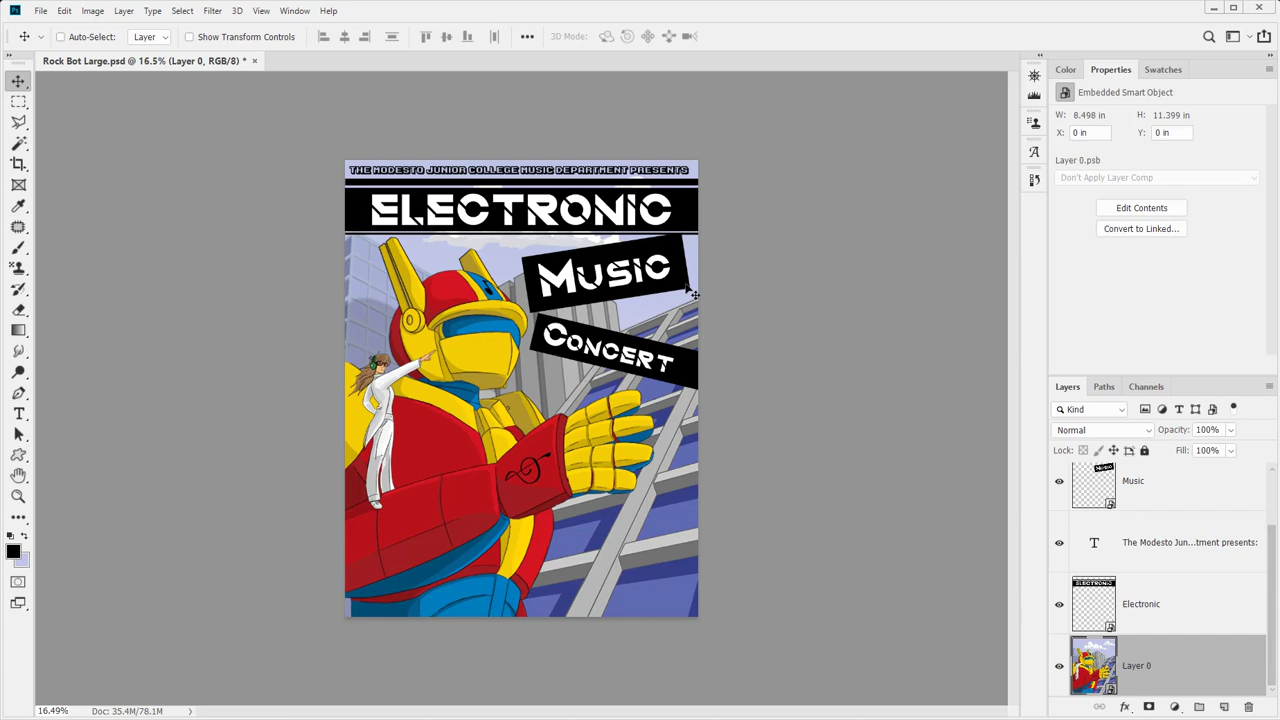 Ps File Edit Image Layer Type Select Filter 3D View Window Help
Auto-Select: Layer Show Transform Controls 3D Mode:
Rock Bot Large.psd @ 16.5% (Layer 0, RGB/8) *
Color Properties Swatches
Embedded Smart Object
W: 8.498 in H: 11.399 in
X: 0 in Y: 0 in
Layer 0.psb
Don't Apply Layer Comp
Edit Contents
Convert to Linked...
THE MODESTO JUNIOR COLLEGE MUSIC DEPARTMENT PRESENTS
ELECTRONIC
MUSIC
CONCERT
Layers Paths Channels
Kind
Normal Opacity: 100%
Lock: Fill: 100%
Music
The Modesto Jun...tment presents:
Electronic
Layer 0
16.49% Doc: 35.4M/78.1M